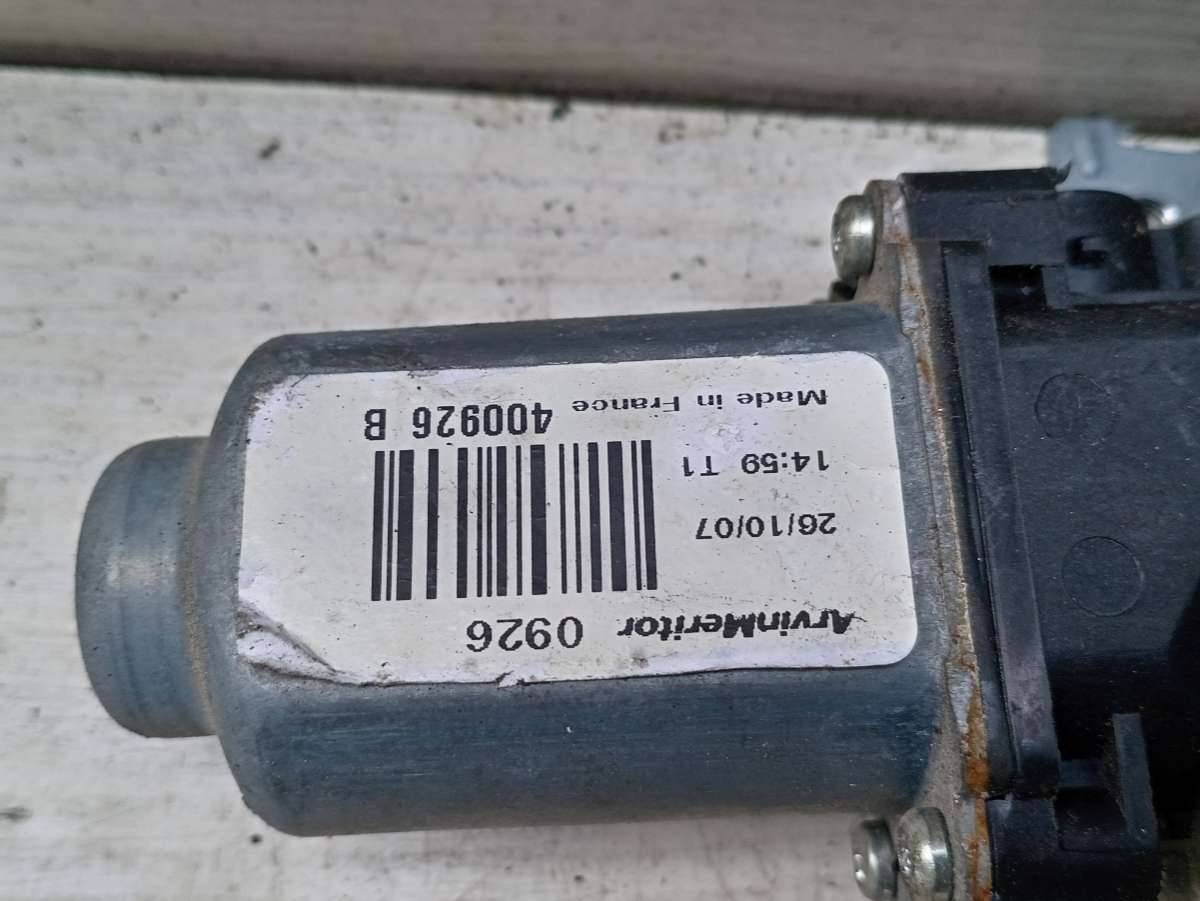 ArvinMeritor 0926
26/10/07
14:59 T1
Made in France 400926 B